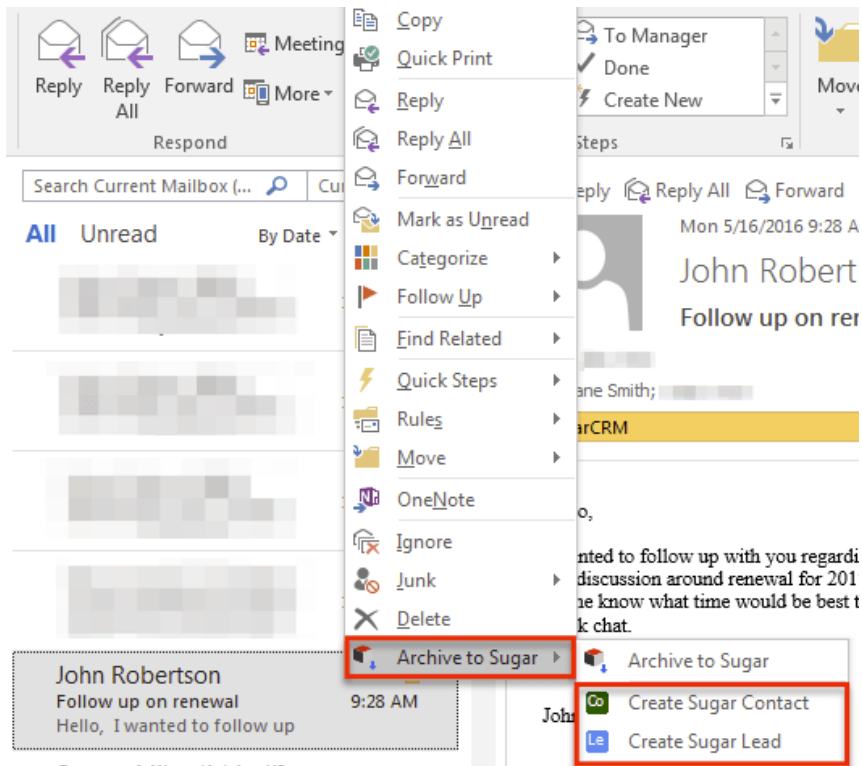 Reply
Reply All
Forward
Meeting
More
Respond
To Manager
Done
Create New
Steps
Move
Search Current Mailbox (...
All Unread By Date
John Robertson
Follow up on renewal 9:28 AM
Hello, I wanted to follow up
Copy
Quick Print
Reply
Reply All
Forward
Mark as Unread
Categorize
Follow Up
Find Related
Quick Steps
Rules
Move
OneNote
Ignore
Junk
Delete
Archive to Sugar
Archive to Sugar
Co Create Sugar Contact
Le Create Sugar Lead
eply Reply All Forward
Mon 5/16/2016 9:28 A
John Robert
Follow up on rer
ane Smith;
arCRM
o,
nted to follow up with you regardi
discussion around renewal for 201
ne know what time would be best t
k chat.
Joh